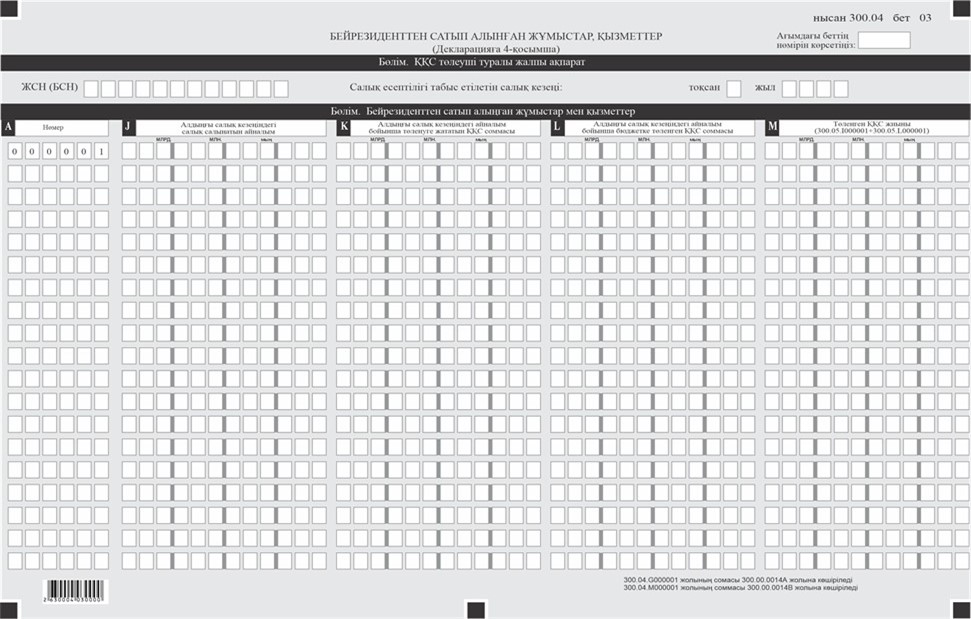 нысан 300.04 бет 03
БЕЙРЕЗИДЕНТТЕН САТЫП АЛЫНҒАН ЖҰМЫСТАР, ҚЫЗМЕТТЕР
(Декларацияға 4-қосымша)
Ағымдағы беттің
нөмірін көрсетіңіз:
Бөлім. ҚҚС төлеуші туралы жалпы ақпарат
ЖСН (БСН)
Салық есептілігі табыс етілетін салық кезеңі:
тоқсан
жыл
Бөлім. Бейрезиденттен сатып алынған жұмыстар мен қызметтер
A Номер
J Алдыңғы салық кезеңіндегі
салық салынатын айналым
K Алдыңғы салық кезеңіндегі айналым
бойынша төленуге жататын ҚҚС соммасы
L Алдыңғы салық кезеңіндегі айналым
бойынша бюджетке төленген ҚҚС соммасы
M Төленген ҚҚС жиыны
(300.05.I000001+300.05.L000001)
МЛРД. МЛН. мың
МЛРД. МЛН. мың
МЛРД. МЛН. мың
МЛРД. МЛН. мың
0 0 0 0 0 1
300.04.G000001 жолының сомасы 300.00.0014A жолына көшіріледі
300.04.M000001 жолының сомасы 300.00.0014B жолына көшіріледі